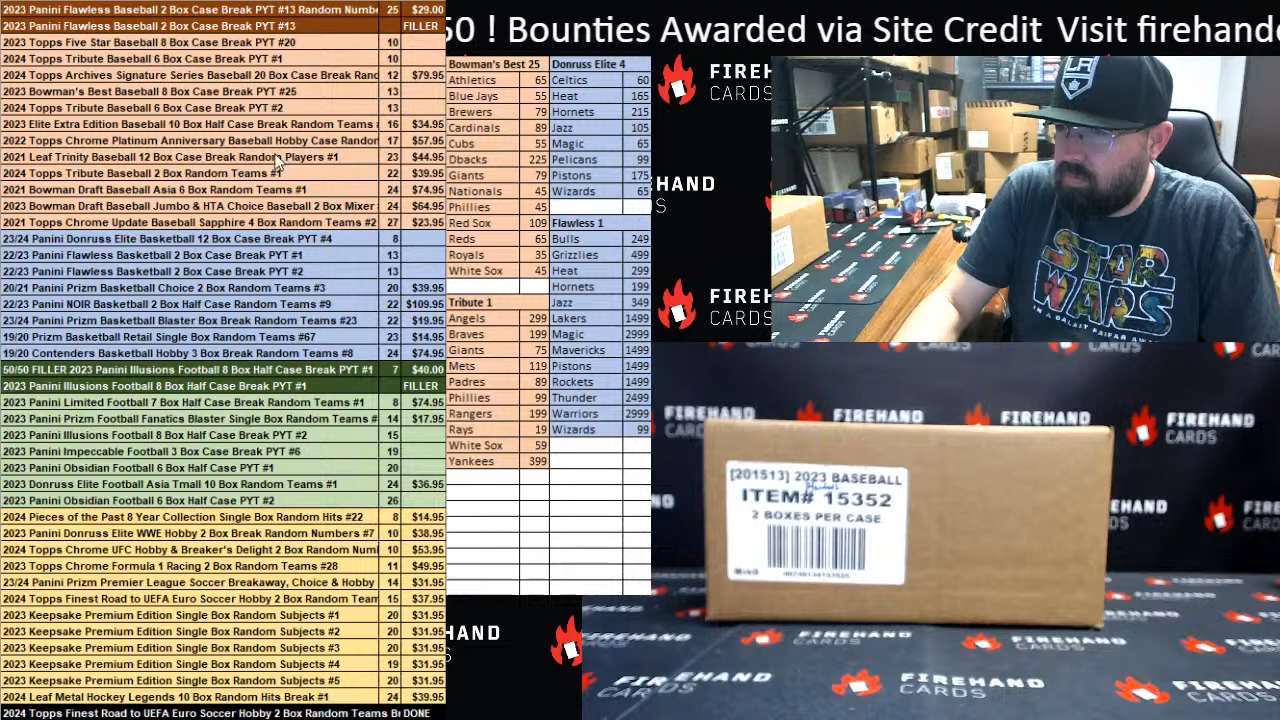 50 ! Bounties Awarded via Site Credit Visit firehand
2023 Panini Flawless Baseball 2 Box Case Break PYT #13 Random Numbe 25 $29.00
2023 Panini Flawless Baseball 2 Box Case Break PYT #13 FILLER
2023 Topps Five Star Baseball 8 Box Case Break PYT #20 10
2024 Topps Tribute Baseball 6 Box Case Break PYT #1 10
2024 Topps Archives Signature Series Baseball 20 Box Case Break Ranc 12 $79.95
2023 Bowman's Best Baseball 8 Box Case PYT #25 13
2024 Topps Tribute Baseball 6 Box Case Break PYT #2 13
2023 Elite Extra Edition Baseball 10 Box Half Case Break Random Teams 16 $34.95
2022 Topps Chrome Platinum Anniversary Baseball Hobby Case Randor 17 $57.95
2021 Leaf Trinity Baseball 12 Box Case Break Random Players #1 23 $44.95
2024 Topps Tribute Baseball 2 Box Random Teams #1 22 $39.95
2021 Bowman Draft Baseball Asia 6 Box Random Teams #1 24 $74.95
2023 Bowman Draft Baseball Jumbo & HTA Choice Baseball 2 Box Mixer 24 $64.95
2021 Topps Chrome Update Baseball Sapphire 4 Box Random Teams #2 27 $23.95
23/24 Panini Donruss Elite Basketball 12 Box Case Break PYT #4 8
22/23 Panini Flawless Basketball 2 Box Case Break PYT #1 13
22/23 Panini Flawless Basketball 2 Box Case Break PYT #2 13
20/21 Panini Prizm Basketball Choice 2 Box Random Teams #3 20 $39.95
22/23 Panini NOIR Basketball 2 Box Half Case Random Teams #9 22 $109.95
23/24 Panini Prizm Basketball Blaster Box Break Random Teams #23 22 $19.95
19/20 Prizm Basketball Retail Single Box Random Teams #67 23 $14.95
19/20 Contenders Basketball Hobby 3 Box Break Random Teams #8 24 $74.95
50/50 FILLER 2023 Panini Illusions Football 8 Box Half Case Break PYT #1 7 $40.00
2023 Panini Illusions Football 8 Box Half Case Break PYT #1 FILLER
2023 Panini Limited Football 7 Box Half Case Break Random Teams #1 8 $74.95
2023 Panini Prizm Football Fanatics Blaster Single Box Random Teams # 14 $17.95
2023 Panini Illusions Football 8 Box Half Case Break PYT #2 15
2023 Panini Impeccable Football 3 Box Case Break PYT #6 19
2023 Panini Obsidian Football 6 Box Half Case PYT #1 20
2023 Donruss Elite Football Asia Tmall 10 Box Random Teams #1 24 $36.95
2023 Panini Obsidian Football 6 Box Half Case PYT #2 26
2024 Pieces of the Past 8 Year Collection Single Box Random Hits #22 8 $14.95
2023 Panini Donruss Elite WWE Hobby 2 Box Break Random Numbers #7 10 $38.95
2024 Topps Chrome UFC Hobby & Breaker's Delight 2 Box Random Numl 10 $53.95
2023 Topps Chrome Formula 1 Racing 2 Box Random Teams #28 11 $49.95
23/24 Panini Prizm Premier League Soccer Breakaway, Choice & Hobby 14 $31.95
2024 Topps Finest Road to UEFA Euro Soccer Hobby 2 Box Random Team 15 $37.95
2023 Keepsake Premium Edition Single Box Random Subjects #1 20 $31.95
2023 Keepsake Premium Edition Single Box Random Subjects #2 20 $31.95
2023 Keepsake Premium Edition Single Box Random Subjects #3 20 $31.95
2023 Keepsake Premium Edition Single Box Random Subjects #4 19 $31.95
2023 Keepsake Premium Edition Single Box Random Subjects #5 20 $31.95
2024 Leaf Metal Hockey Legends 10 Box Random Hits Break #1 24 $39.95
2024 Topps Finest Road to UEFA Euro Soccer Hobby 2 Box Random Teams Br DONE
Bowman's Best 25
Athletics 65
Blue Jays 55
Brewers 79
Cardinals 89
Cubs 55
Dbacks 225
Giants 79
Nationals 45
Phillies 45
Red Sox 109
Reds 65
Royals 35
White Sox 45
Tribute 1
Angels 299
Braves 199
Giants 75
Mets 119
Padres 89
Phillies 99
Rangers 199
Rays 19
White Sox 59
Yankees 399
Donruss Elite 4
Celtics 60
Heat 165
Hornets 215
Jazz 105
Magic 65
Pelicans 99
Pistons 175
Wizards 65
Flawless 1
Bulls 249
Grizzlies 499
Heat 299
Hornets 199
Jazz 349
Lakers 1499
Magic 2999
Mavericks 1499
Pistons 1499
Rockets 1499
Thunder 2499
Warriors 2999
Wizards 99
STAR
WARS
IN A GALAXY FAR FAR AW
[201513] 2023 BASEBALL
ITEM# 15352
2 BOXES PER CASE
FIREHAND
CARDS